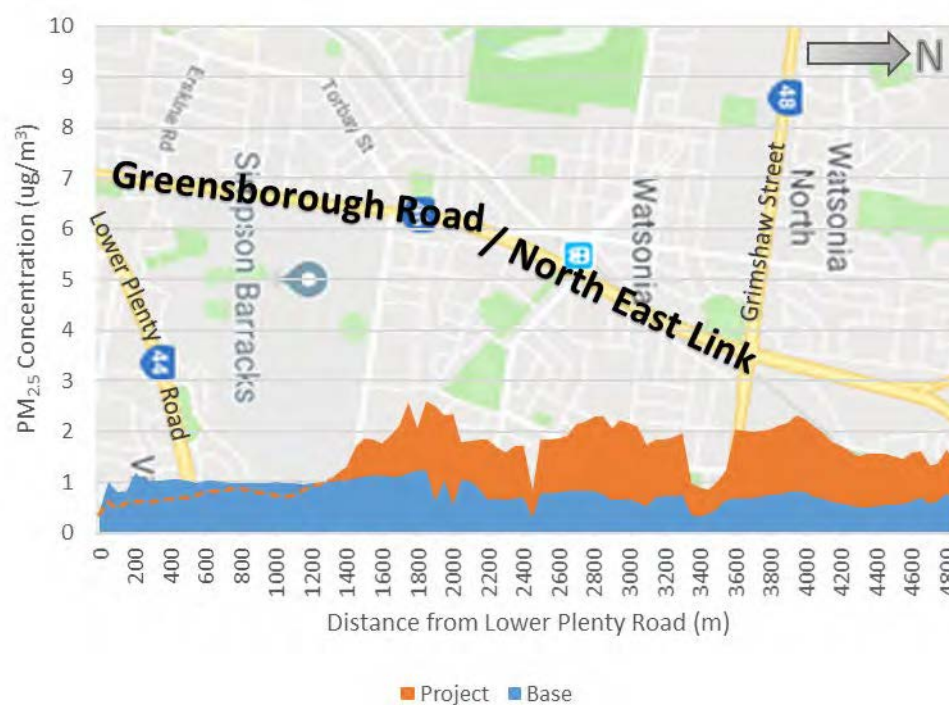 10
9
8
7
6
5
4
3
2
1
0
PM2.5 Concentration (ug/m³)
N
48
Erskine Rd
Torbay St
Greensborough Road / North East Link
Simpson Barracks
Watsonia
Grimshaw Street
Watsonia
North
Lower Plenty Road
44
0
200
400
600
800
1000
1200
1400
1600
1800
2000
2200
2400
2600
2800
3000
3200
3400
3600
3800
4000
4200
4400
4600
4800
Distance from Lower Plenty Road (m)
Project
Base